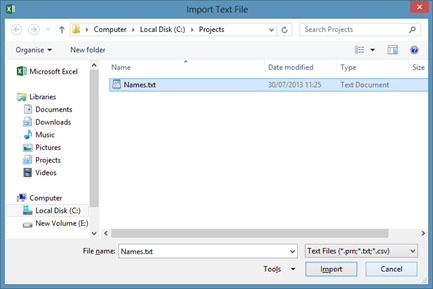 Import Text File
Computer Local Disk (C:) Projects
Search Projects
Organise New folder
Microsoft Excel
Libraries
Documents
Downloads
Music
Pictures
Projects
Videos
Computer
Local Disk (C:)
New Volume (E:)
Name Date modified Type Size
Names.txt 30/07/2013 11:25 Text Document
File name: Names.txt Text Files (*.prn;*.txt;*.csv)
Tools Import Cancel